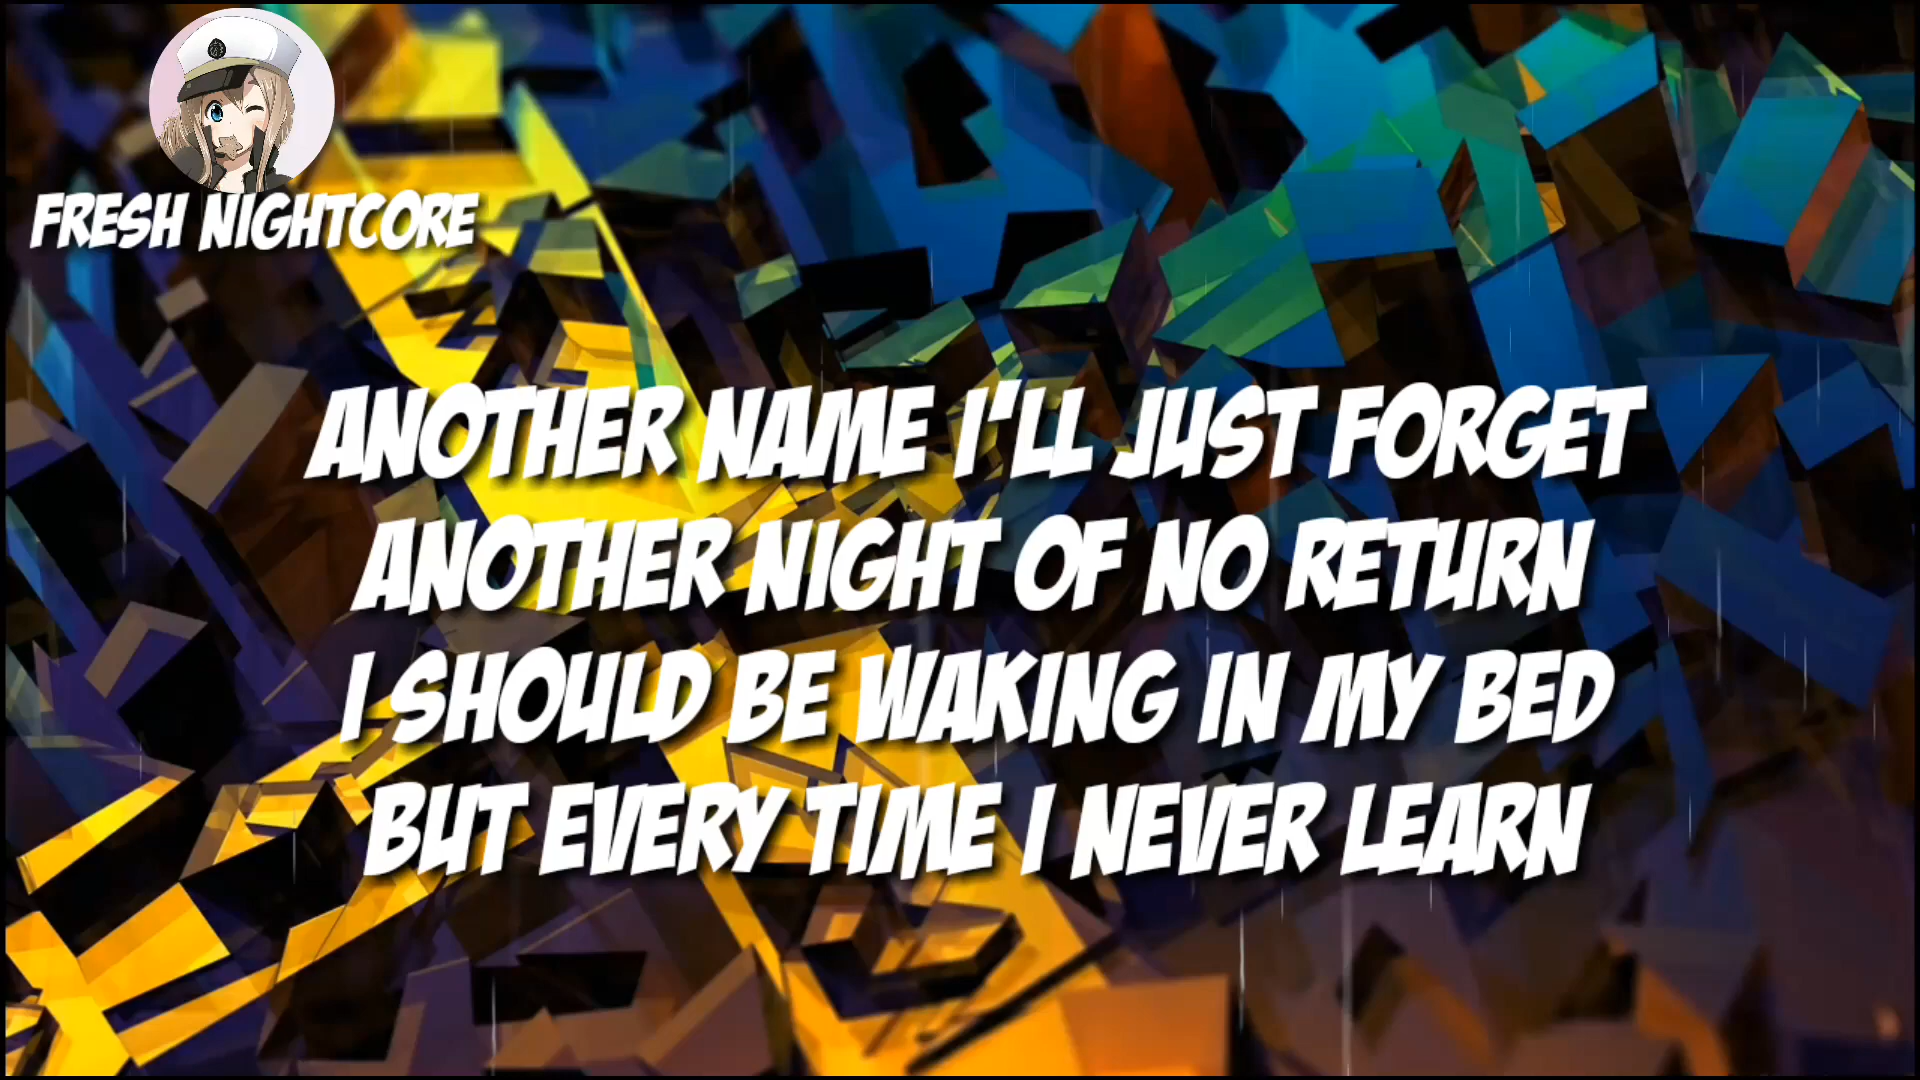 FRESH NIGHTCORE
ANOTHER NAME I'LL JUST FORGET
ANOTHER NIGHT OF NO RETURN
I SHOULD BE WAKING IN MY BED
BUT EVERY TIME I NEVER LEARN